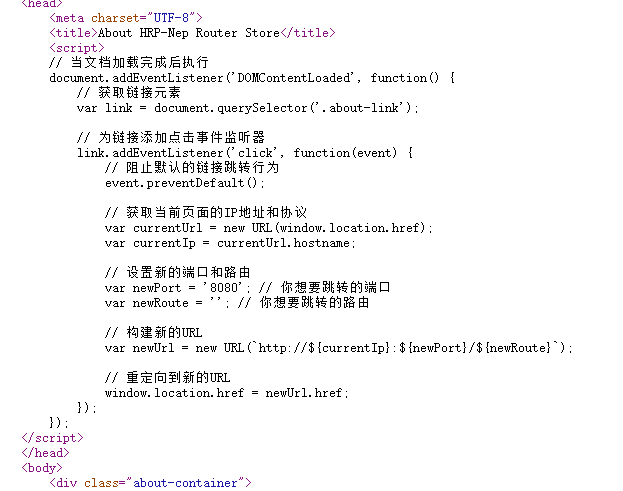 <head>
<meta charset="UTF-8">
<title>About HRP-Nep Router Store</title>
<script>
// 当文档加载完成后执行
document.addEventListener('DOMContentLoaded', function() {
// 获取链接元素
var link = document.querySelector('.about-link');
// 为链接添加点击事件监听器
link.addEventListener('click', function(event) {
// 阻止默认的链接跳转行为
event.preventDefault();
// 获取当前页面的IP地址和协议
var currentUrl = new URL(window.location.href);
var currentIp = currentUrl.hostname;
// 设置新的端口和路由
var newPort = '8080'; // 你想要跳转的端口
var newRoute = ''; // 你想要跳转的路由
// 构建新的URL
var newUrl = new URL(`http://${currentIp}:${newPort}/${newRoute}`);
// 重定向到新的URL
window.location.href = newUrl.href;
});
});
</script>
</head>
<body>
<div class="about-container">